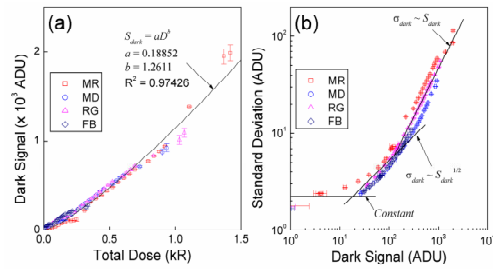 (a)
S_dark = aD^b
a = 0.18852
b = 1.2611
R² = 0.97426
MR
MD
RG
FB
Dark Signal (x 10³ ADU)
2
1
0
0.0 0.5 1.0 1.5
Total Dose (kR)
(b)
σ_dark ~ S_dark
MR
MD
RG
FB
σ_dark ~ S_dark^1/2
Constant
Standard Deviation (ADU)
10²
10¹
10⁰
10⁰ 10¹ 10² 10³ 10⁴
Dark Signal (ADU)